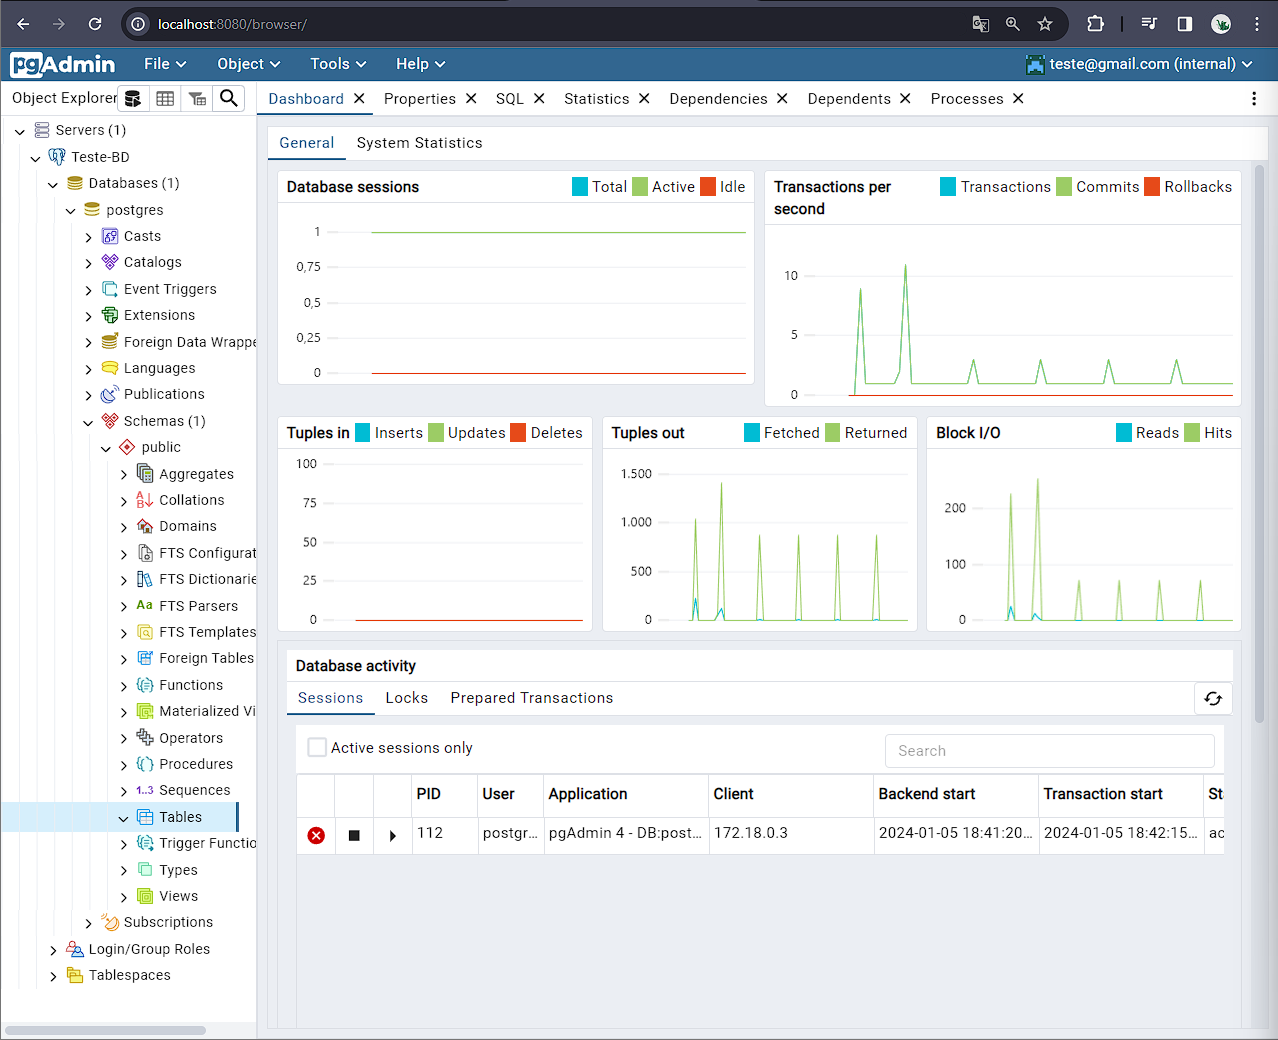 localhost:8080/browser/
pgAdmin File Object Tools Help teste@gmail.com (internal)
Object Explorer
Dashboard Properties SQL Statistics Dependencies Dependents Processes
Servers (1)
Teste-BD
Databases (1)
postgres
Casts
Catalogs
Event Triggers
Extensions
Foreign Data Wrappe
Languages
Publications
Schemas (1)
public
Aggregates
Collations
Domains
FTS Configurat
FTS Dictionarie
Aa FTS Parsers
FTS Templates
Foreign Tables
Functions
Materialized Vi
Operators
Procedures
1..3 Sequences
Tables
Trigger Functio
Types
Views
Subscriptions
Login/Group Roles
Tablespaces
General System Statistics
Database sessions Total Active Idle
1
0,75
0,5
0,25
0
Transactions per second Transactions Commits Rollbacks
10
5
0
Tuples in Inserts Updates Deletes
100
75
50
25
0
Tuples out Fetched Returned
1.500
1.000
500
0
Block I/O Reads Hits
200
100
0
Database activity
Sessions Locks Prepared Transactions
Active sessions only Search
PID User Application Client Backend start Transaction start St
112 postgr... pgAdmin 4 - DB:post... 172.18.0.3 2024-01-05 18:41:20... 2024-01-05 18:42:15... ac